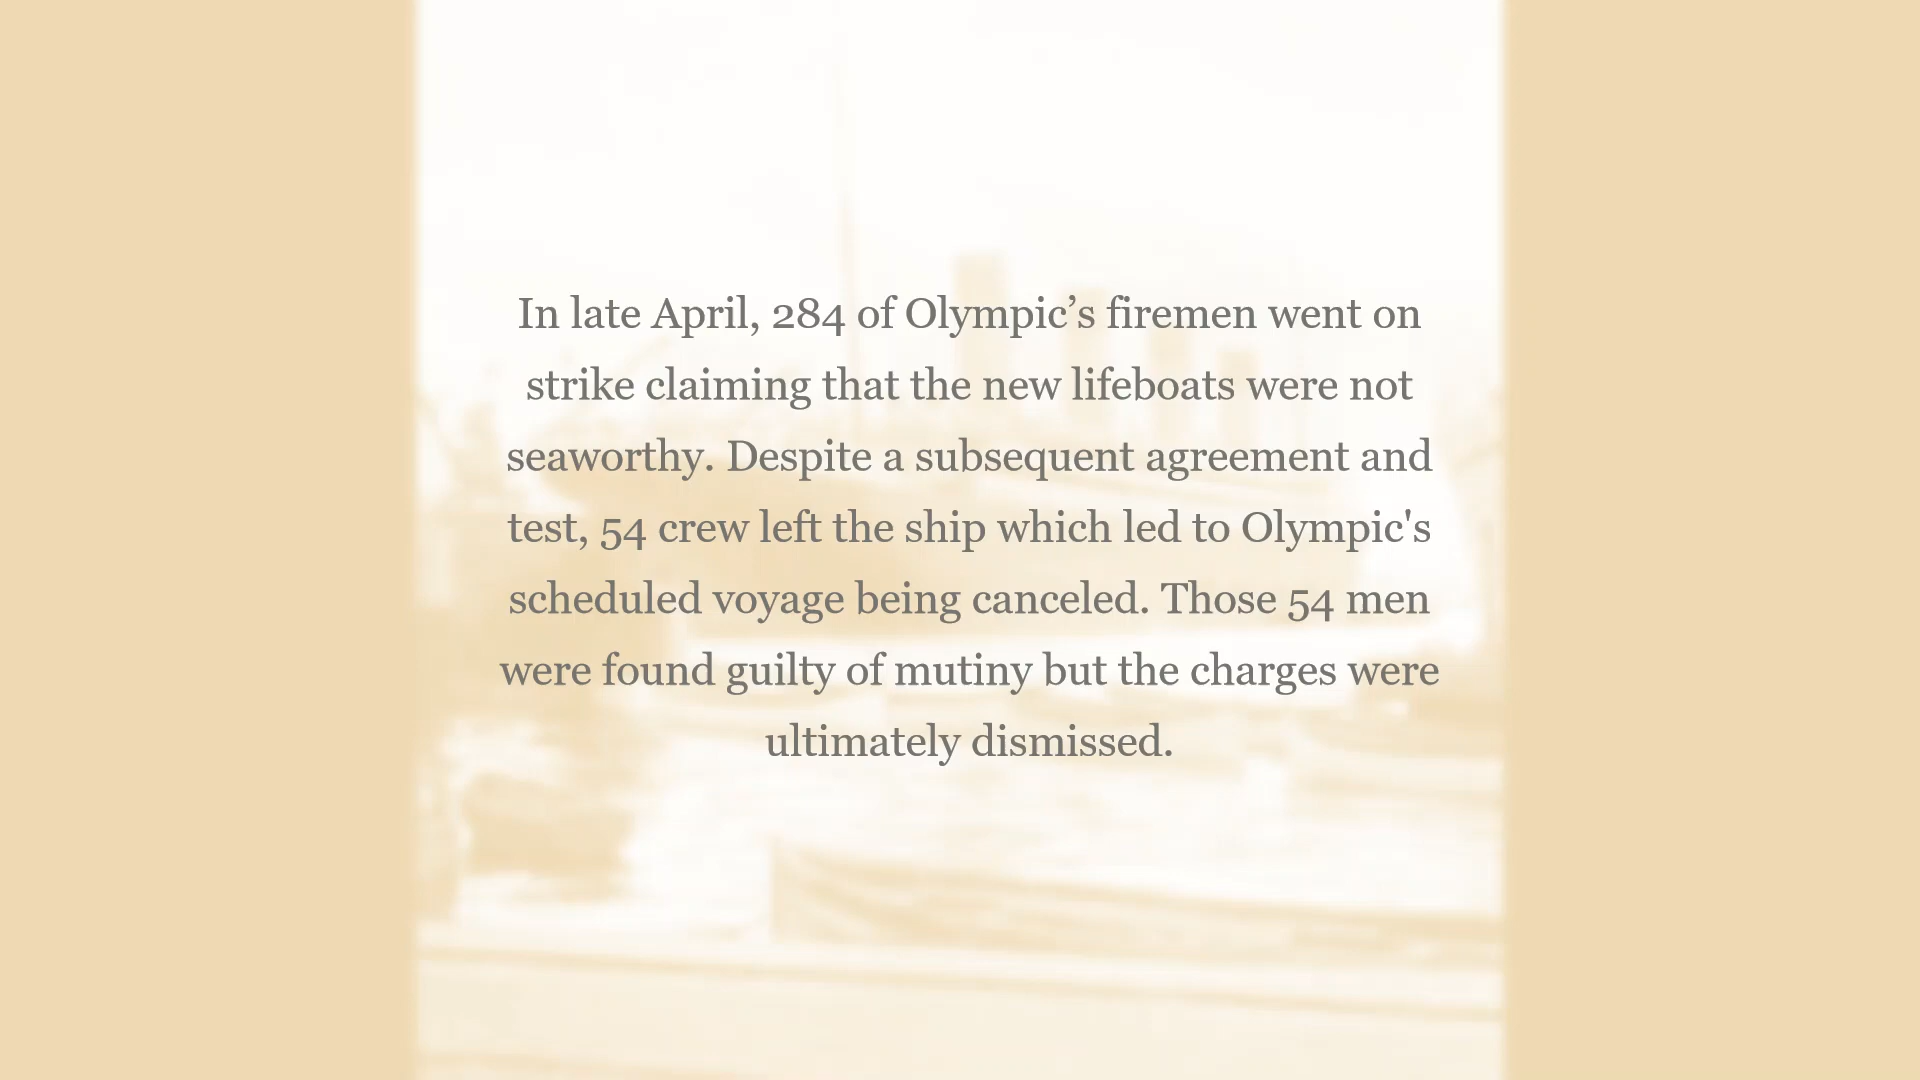 In late April, 284 of Olympic’s firemen went on
strike claiming that the new lifeboats were not
seaworthy. Despite a subsequent agreement and
test, 54 crew left the ship which led to Olympic's
scheduled voyage being canceled. Those 54 men
were found guilty of mutiny but the charges were
ultimately dismissed.